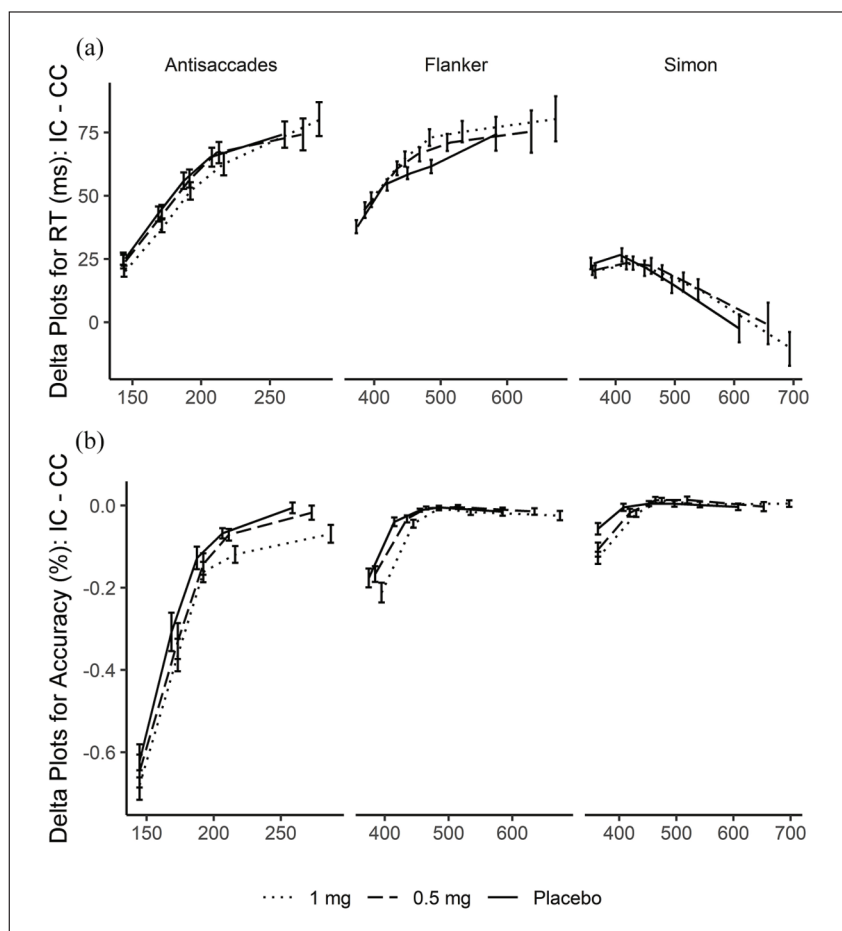 (a)
Antisaccades Flanker Simon
Delta Plots for RT (ms): IC - CC
75
50
25
0
150 200 250 400 500 600 400 500 600 700
(b)
Delta Plots for Accuracy (%): IC - CC
0.0
-0.2
-0.4
-0.6
150 200 250 400 500 600 400 500 600 700
1 mg 0.5 mg Placebo